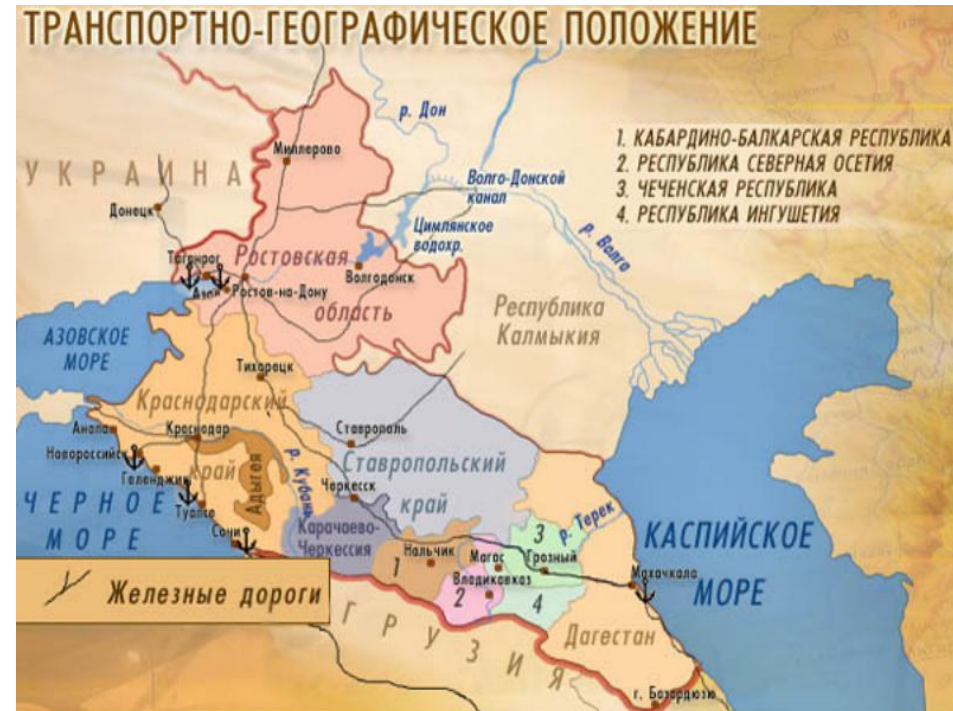 ТРАНСПОРТНО-ГЕОГРАФИЧЕСКОЕ ПОЛОЖЕНИЕ
р. Дон
1. КАБАРДИНО-БАЛКАРСКАЯ РЕСПУБЛИКА
2. РЕСПУБЛИКА СЕВЕРНАЯ ОСЕТИЯ
3. ЧЕЧЕНСКАЯ РЕСПУБЛИКА
4. РЕСПУБЛИКА ИНГУШЕТИЯ
Миллерово
УКРАИНА
Волго-Донской
канал
Донецк
Цимлянское
водохр.
р. Волга
Таганрог
Ростовская
область
Волгодонск
Азов
Ростов-на-Дону
Республика
Калмыкия
АЗОВСКОЕ
МОРЕ
Тихорецк
Краснодарский
край
Анапа
Краснодар
Ставрополь
Новороссийск
Ставропольский
край
Геленджик
Адыгея
р. Кубань
Черкесск
ЧЕРНОЕ
МОРЕ
Туапсе
р. Терек
КАСПИЙСКОЕ
МОРЕ
Сочи
Карачаево-
Черкессия
3
Нальчик
Магас
Грозный
1
Владикавказ
Махачкала
2
4
Железные дороги
ГРУЗИЯ
Дагестан
г. Базардюзю